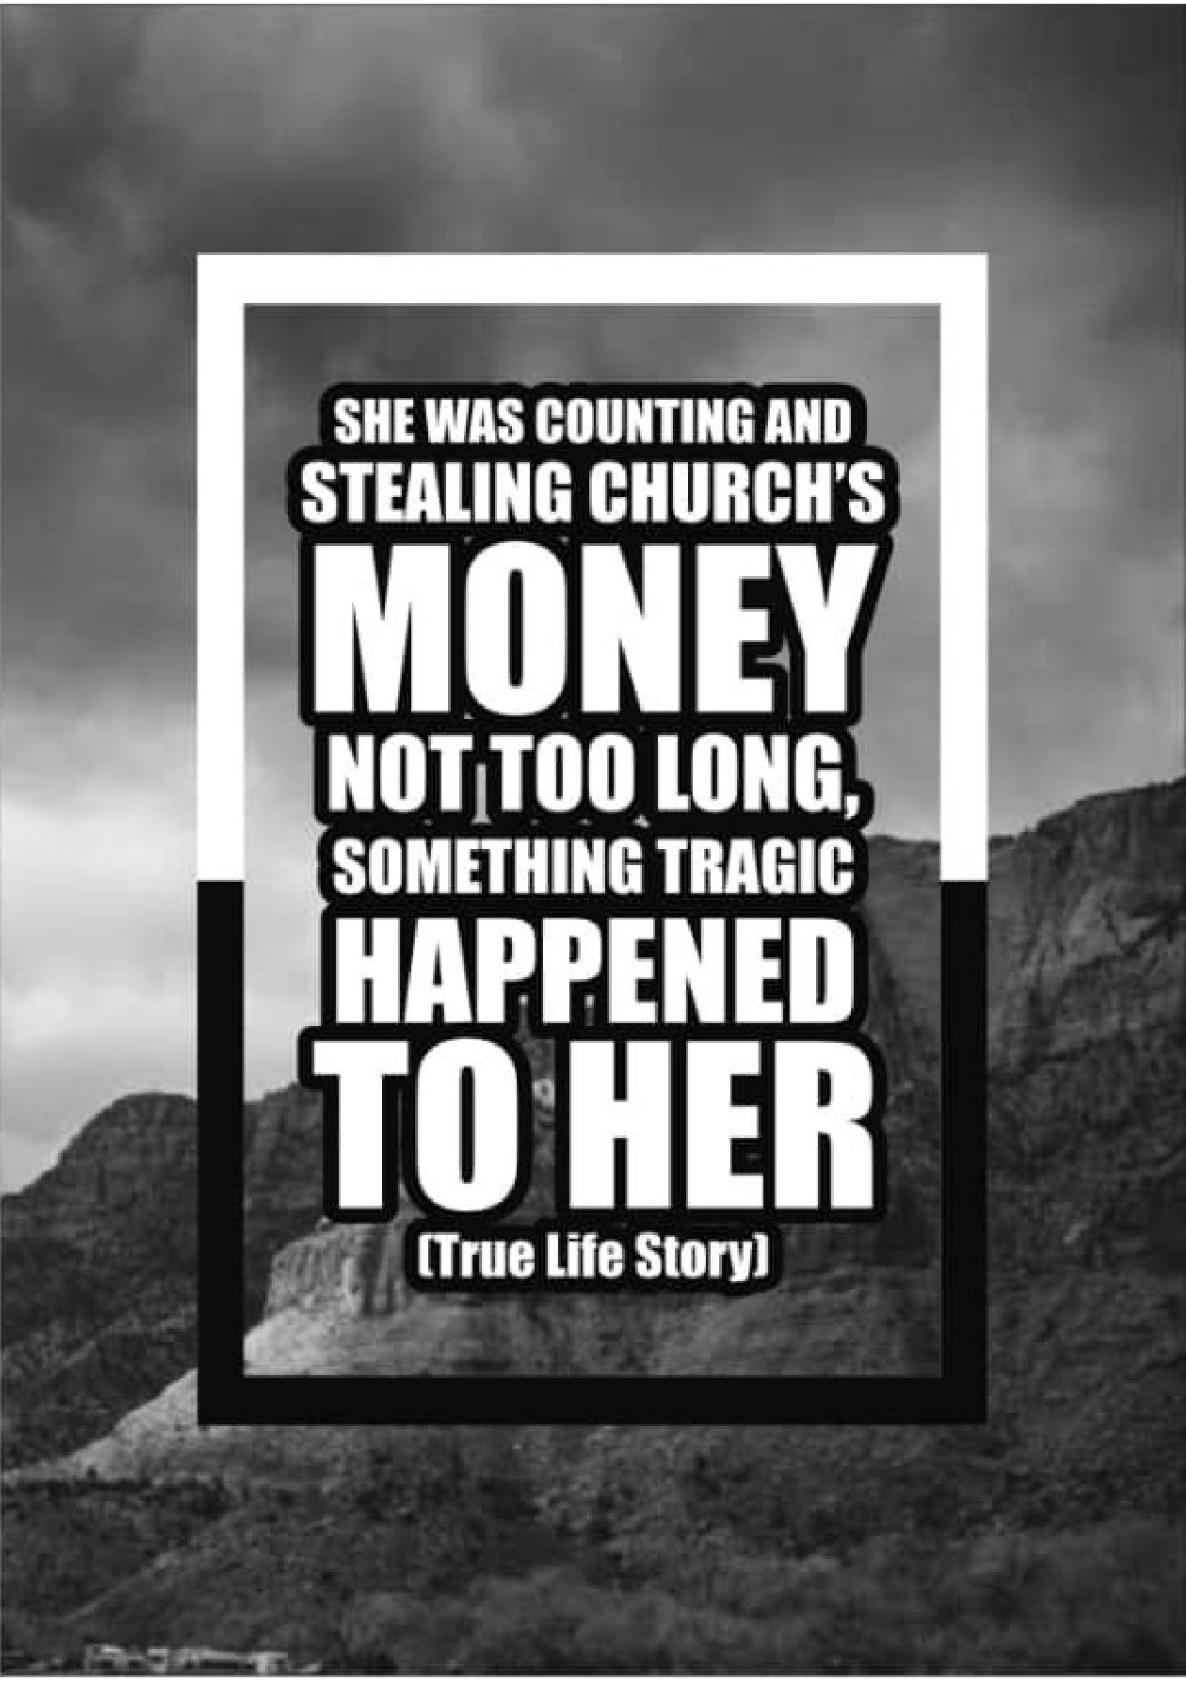 SHE WAS COUNTING AND
STEALING CHURCH'S
MONEY
NOT TOO LONG,
SOMETHING TRAGIC
HAPPENED
TO HER
(True Life Story)